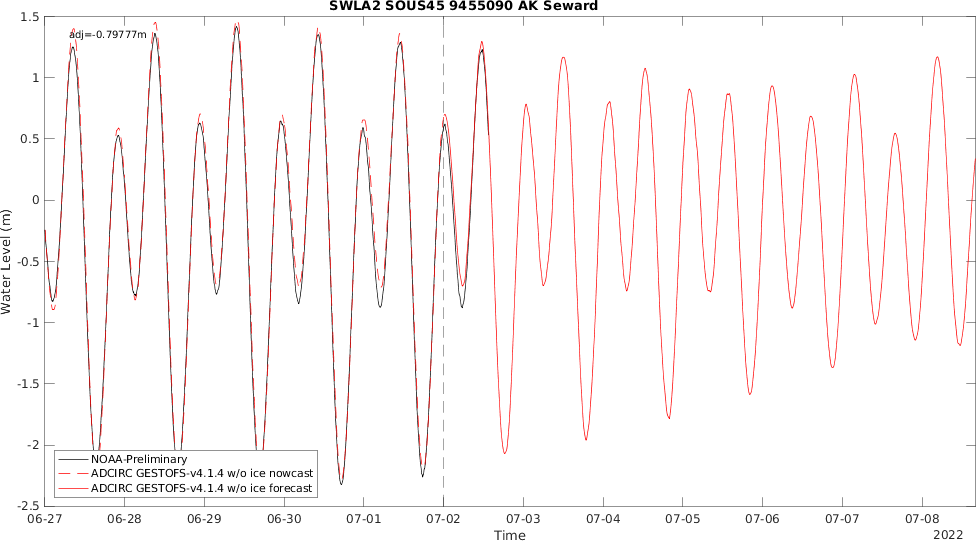 SWLA2 SOUS45 9455090 AK Seward
adj=-0.79777m
Water Level (m)
1.5
1
0.5
0
-0.5
-1
-1.5
-2
-2.5
NOAA-Preliminary
ADCIRC GESTOFS-v4.1.4 w/o ice nowcast
ADCIRC GESTOFS-v4.1.4 w/o ice forecast
06-27 06-28 06-29 06-30 07-01 07-02 07-03 07-04 07-05 07-06 07-07 07-08
Time
2022